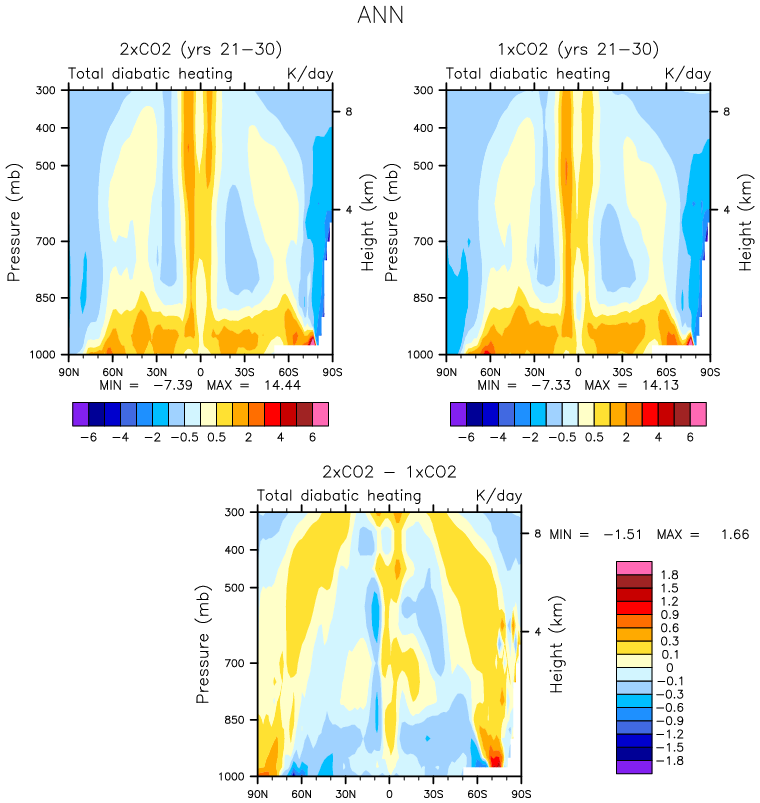 ANN
2xCO2 (yrs 21−30)
Total diabatic heating K/day
Pressure (mb)
300
400
500
700
850
1000
8
4
Height (km)
90N 60N 30N 0 30S 60S 90S
MIN = −7.39 MAX = 14.44
−6 −4 −2 −0.5 0.5 2 4 6
1xCO2 (yrs 21−30)
Total diabatic heating K/day
Pressure (mb)
300
400
500
700
850
1000
8
4
Height (km)
90N 60N 30N 0 30S 60S 90S
MIN = −7.33 MAX = 14.13
−6 −4 −2 −0.5 0.5 2 4 6
2xCO2 − 1xCO2
Total diabatic heating K/day
Pressure (mb)
300
400
500
700
850
1000
8
4
Height (km)
90N 60N 30N 0 30S 60S 90S
MIN = −1.51 MAX = 1.66
1.8
1.5
1.2
0.9
0.6
0.3
0.1
0
−0.1
−0.3
−0.6
−0.9
−1.2
−1.5
−1.8